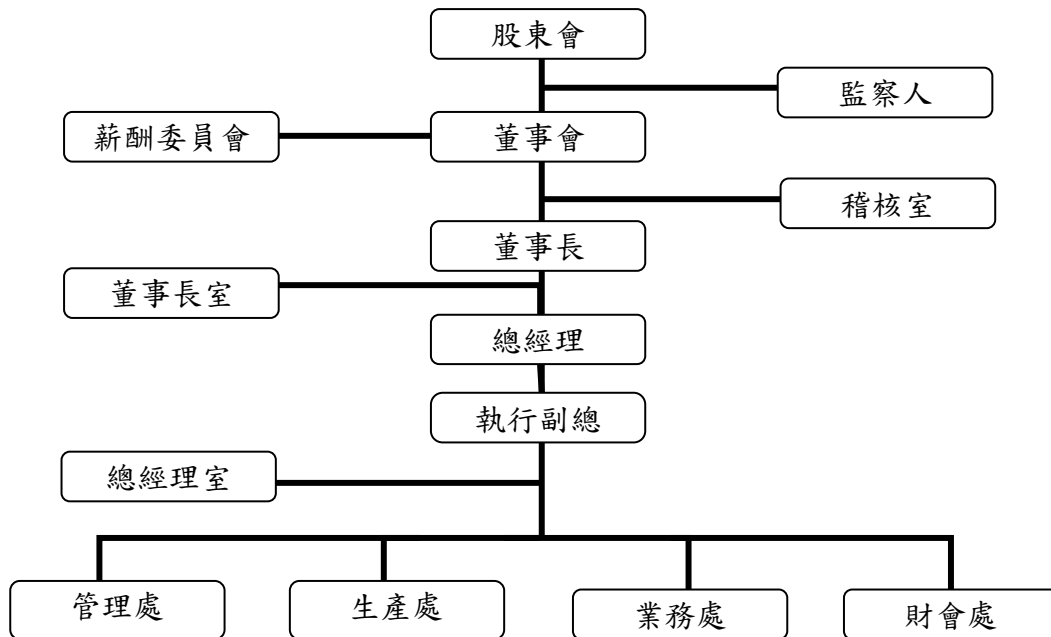 股東會
監察人
薪酬委員會
董事會
稽核室
董事長
董事長室
總經理
執行副總
總經理室
管理處
生產處
業務處
財會處